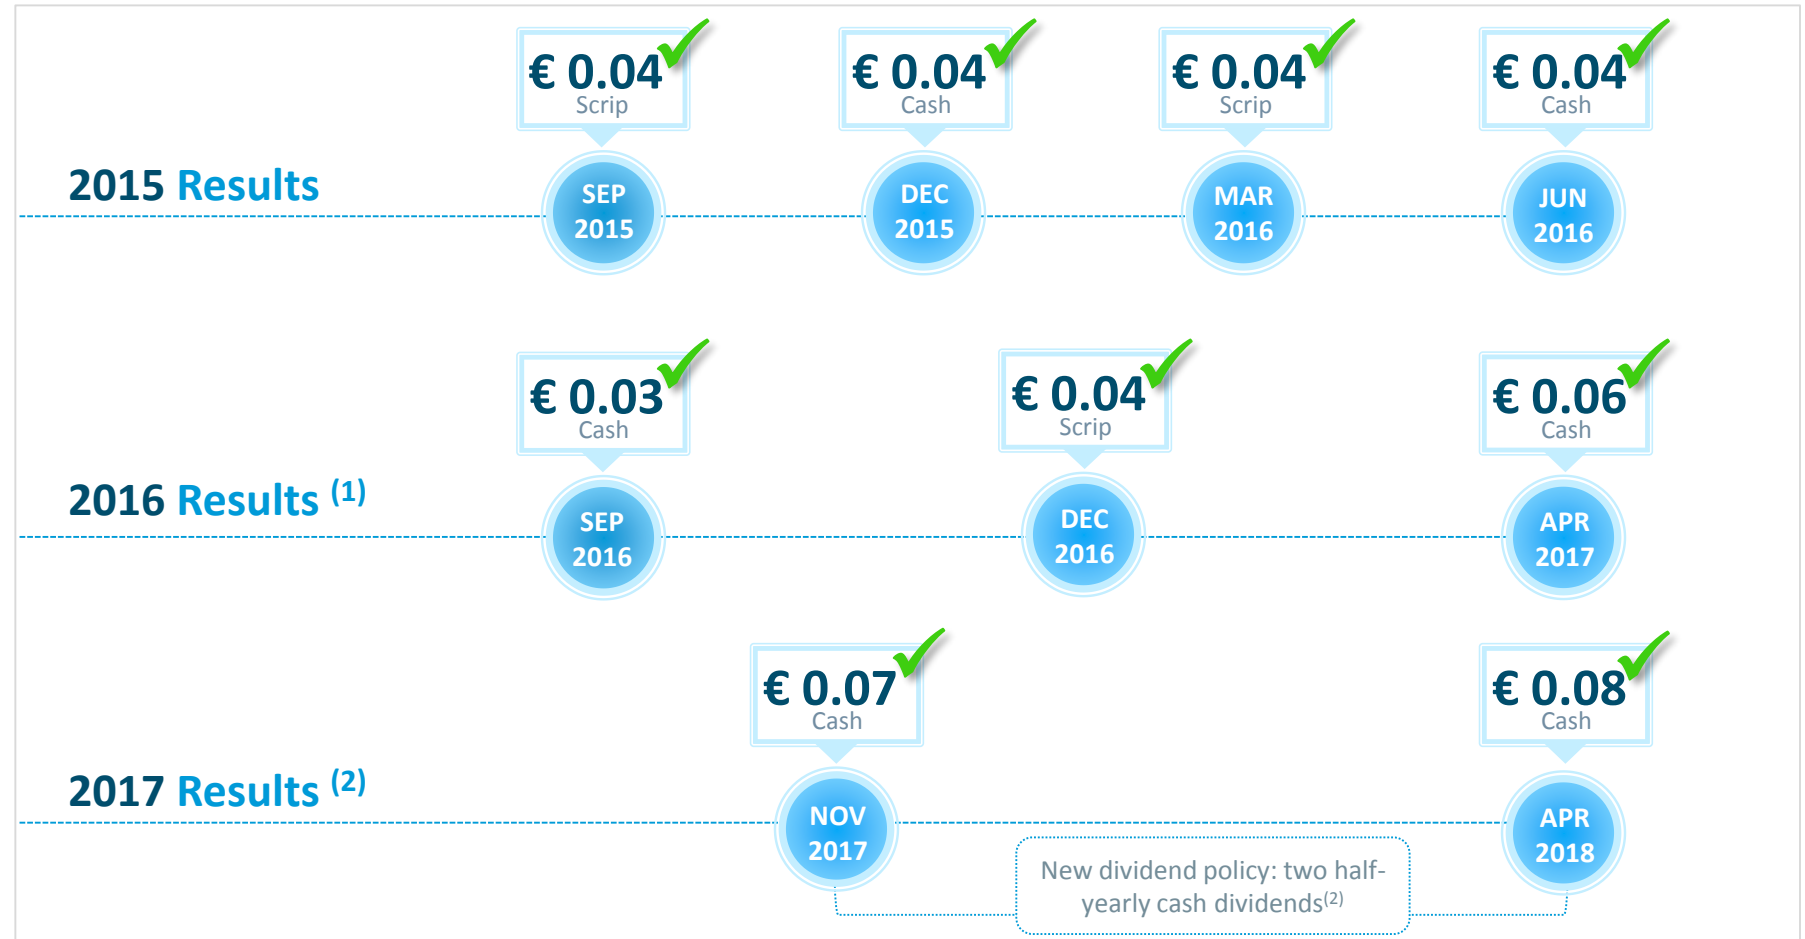 € 0.04
Scrip
€ 0.04
Cash
€ 0.04
Scrip
€ 0.04
Cash
2015 Results
SEP
2015
DEC
2015
MAR
2016
JUN
2016
€ 0.03
Cash
€ 0.04
Scrip
€ 0.06
Cash
2016 Results (1)
SEP
2016
DEC
2016
APR
2017
€ 0.07
Cash
€ 0.08
Cash
2017 Results (2)
NOV
2017
APR
2018
New dividend policy: two half-
yearly cash dividends(2)